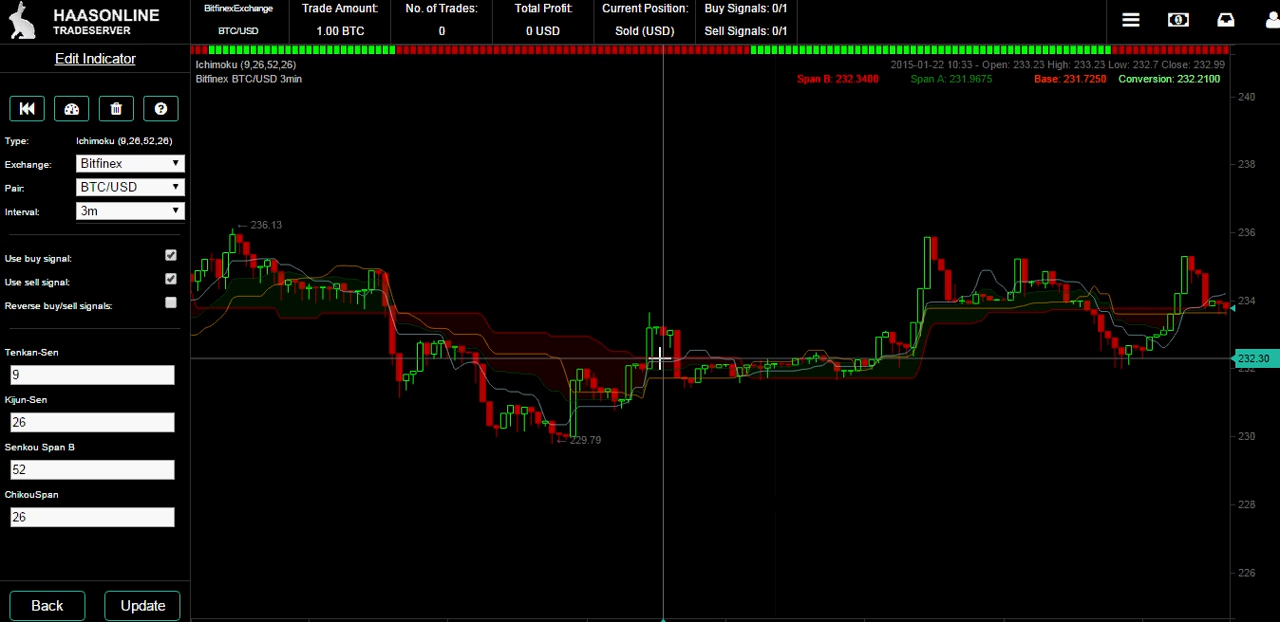 HAASONLINE
TRADESERVER
BitfinexExchange
BTC/USD
Trade Amount:
1.00 BTC
No. of Trades:
0
Total Profit:
0 USD
Current Position:
Sold (USD)
Buy Signals: 0/1
Sell Signals: 0/1
Edit Indicator
Type: Ichimoku (9,26,52,26)
Exchange: Bitfinex
Pair: BTC/USD
Interval: 3m
Use buy signal:
Use sell signal:
Reverse buy/sell signals:
Tenkan-Sen
9
Kijun-Sen
26
Senkou Span B
52
ChikouSpan
26
Back
Update
Ichimoku (9,26,52,26)
Bitfinex BTC/USD 3min
2015-01-22 10:33 - Open: 233.23 High: 233.23 Low: 232.7 Close: 232.99
Span B: 232.3400 Span A: 231.9675 Base: 231.7250 Conversion: 232.2100
← 236.13
← 229.79
240
238
236
234
232.30
232
230
228
226